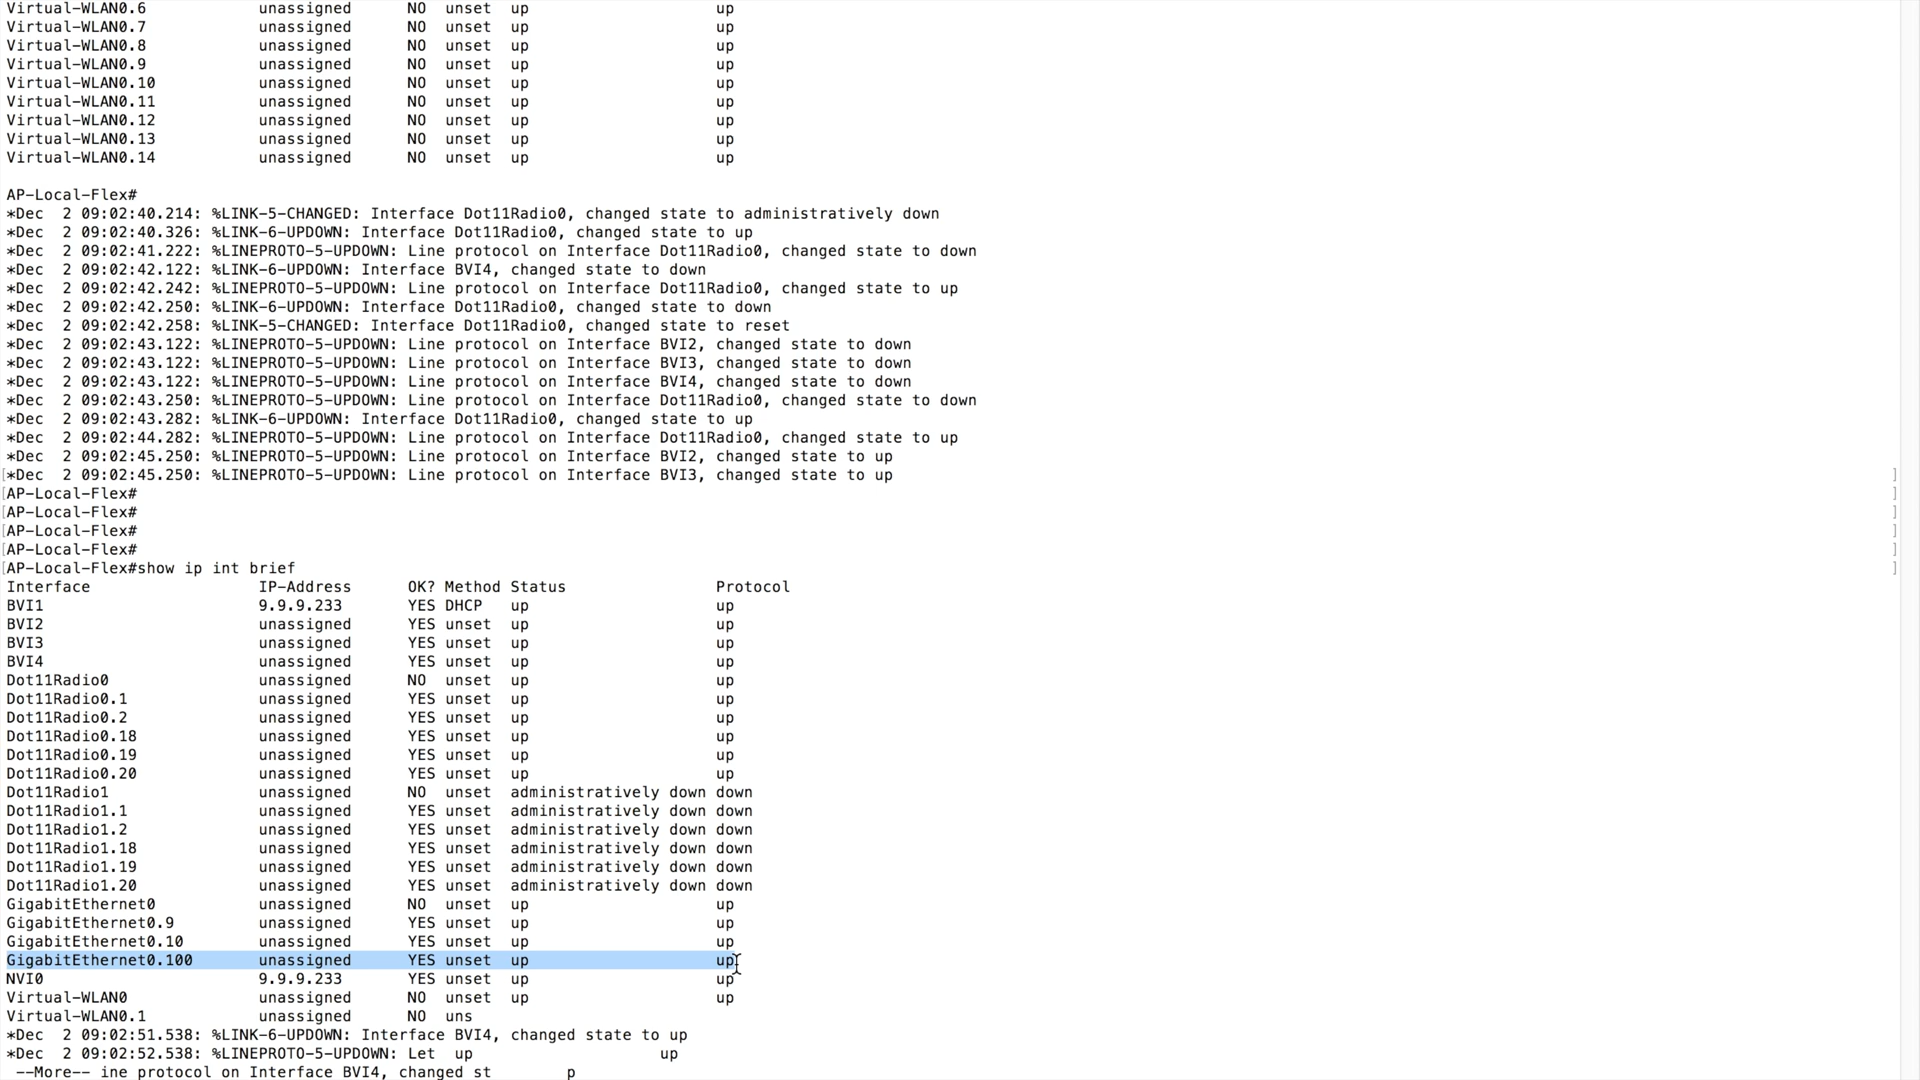 Virtual-WLAN0.6            unassigned      NO  unset  up                    up
Virtual-WLAN0.7            unassigned      NO  unset  up                    up
Virtual-WLAN0.8            unassigned      NO  unset  up                    up
Virtual-WLAN0.9            unassigned      NO  unset  up                    up
Virtual-WLAN0.10           unassigned      NO  unset  up                    up
Virtual-WLAN0.11           unassigned      NO  unset  up                    up
Virtual-WLAN0.12           unassigned      NO  unset  up                    up
Virtual-WLAN0.13           unassigned      NO  unset  up                    up
Virtual-WLAN0.14           unassigned      NO  unset  up                    up
AP-Local-Flex#
*Dec  2 09:02:40.214: %LINK-5-CHANGED: Interface Dot11Radio0, changed state to administratively down
*Dec  2 09:02:40.326: %LINK-6-UPDOWN: Interface Dot11Radio0, changed state to up
*Dec  2 09:02:41.222: %LINEPROTO-5-UPDOWN: Line protocol on Interface Dot11Radio0, changed state to down
*Dec  2 09:02:42.122: %LINK-6-UPDOWN: Interface BVI4, changed state to down
*Dec  2 09:02:42.242: %LINEPROTO-5-UPDOWN: Line protocol on Interface Dot11Radio0, changed state to up
*Dec  2 09:02:42.250: %LINK-6-UPDOWN: Interface Dot11Radio0, changed state to down
*Dec  2 09:02:42.258: %LINK-5-CHANGED: Interface Dot11Radio0, changed state to reset
*Dec  2 09:02:43.122: %LINEPROTO-5-UPDOWN: Line protocol on Interface BVI2, changed state to down
*Dec  2 09:02:43.122: %LINEPROTO-5-UPDOWN: Line protocol on Interface BVI3, changed state to down
*Dec  2 09:02:43.122: %LINEPROTO-5-UPDOWN: Line protocol on Interface BVI4, changed state to down
*Dec  2 09:02:43.250: %LINEPROTO-5-UPDOWN: Line protocol on Interface Dot11Radio0, changed state to down
*Dec  2 09:02:43.282: %LINK-6-UPDOWN: Interface Dot11Radio0, changed state to up
*Dec  2 09:02:44.282: %LINEPROTO-5-UPDOWN: Line protocol on Interface Dot11Radio0, changed state to up
*Dec  2 09:02:45.250: %LINEPROTO-5-UPDOWN: Line protocol on Interface BVI2, changed state to up
[*Dec  2 09:02:45.250: %LINEPROTO-5-UPDOWN: Line protocol on Interface BVI3, changed state to up ]
[AP-Local-Flex# ]
[AP-Local-Flex# ]
[AP-Local-Flex# ]
[AP-Local-Flex# ]
[AP-Local-Flex#show ip int brief ]
Interface                  IP-Address      OK? Method Status                Protocol
BVI1                       9.9.9.233       YES DHCP   up                    up
BVI2                       unassigned      YES unset  up                    up
BVI3                       unassigned      YES unset  up                    up
BVI4                       unassigned      YES unset  up                    up
Dot11Radio0                unassigned      NO  unset  up                    up
Dot11Radio0.1              unassigned      YES unset  up                    up
Dot11Radio0.2              unassigned      YES unset  up                    up
Dot11Radio0.18             unassigned      YES unset  up                    up
Dot11Radio0.19             unassigned      YES unset  up                    up
Dot11Radio0.20             unassigned      YES unset  up                    up
Dot11Radio1                unassigned      NO  unset  administratively down down
Dot11Radio1.1              unassigned      YES unset  administratively down down
Dot11Radio1.2              unassigned      YES unset  administratively down down
Dot11Radio1.18             unassigned      YES unset  administratively down down
Dot11Radio1.19             unassigned      YES unset  administratively down down
Dot11Radio1.20             unassigned      YES unset  administratively down down
GigabitEthernet0           unassigned      NO  unset  up                    up
GigabitEthernet0.9         unassigned      YES unset  up                    up
GigabitEthernet0.10        unassigned      YES unset  up                    up
GigabitEthernet0.100       unassigned      YES unset  up                    up
NVI0                       9.9.9.233       YES unset  up                    up
Virtual-WLAN0              unassigned      NO  unset  up                    up
Virtual-WLAN0.1            unassigned      NO  uns
*Dec  2 09:02:51.538: %LINK-6-UPDOWN: Interface BVI4, changed state to up
*Dec  2 09:02:52.538: %LINEPROTO-5-UPDOWN: Let  up                    up
 --More-- ine protocol on Interface BVI4, changed st        p